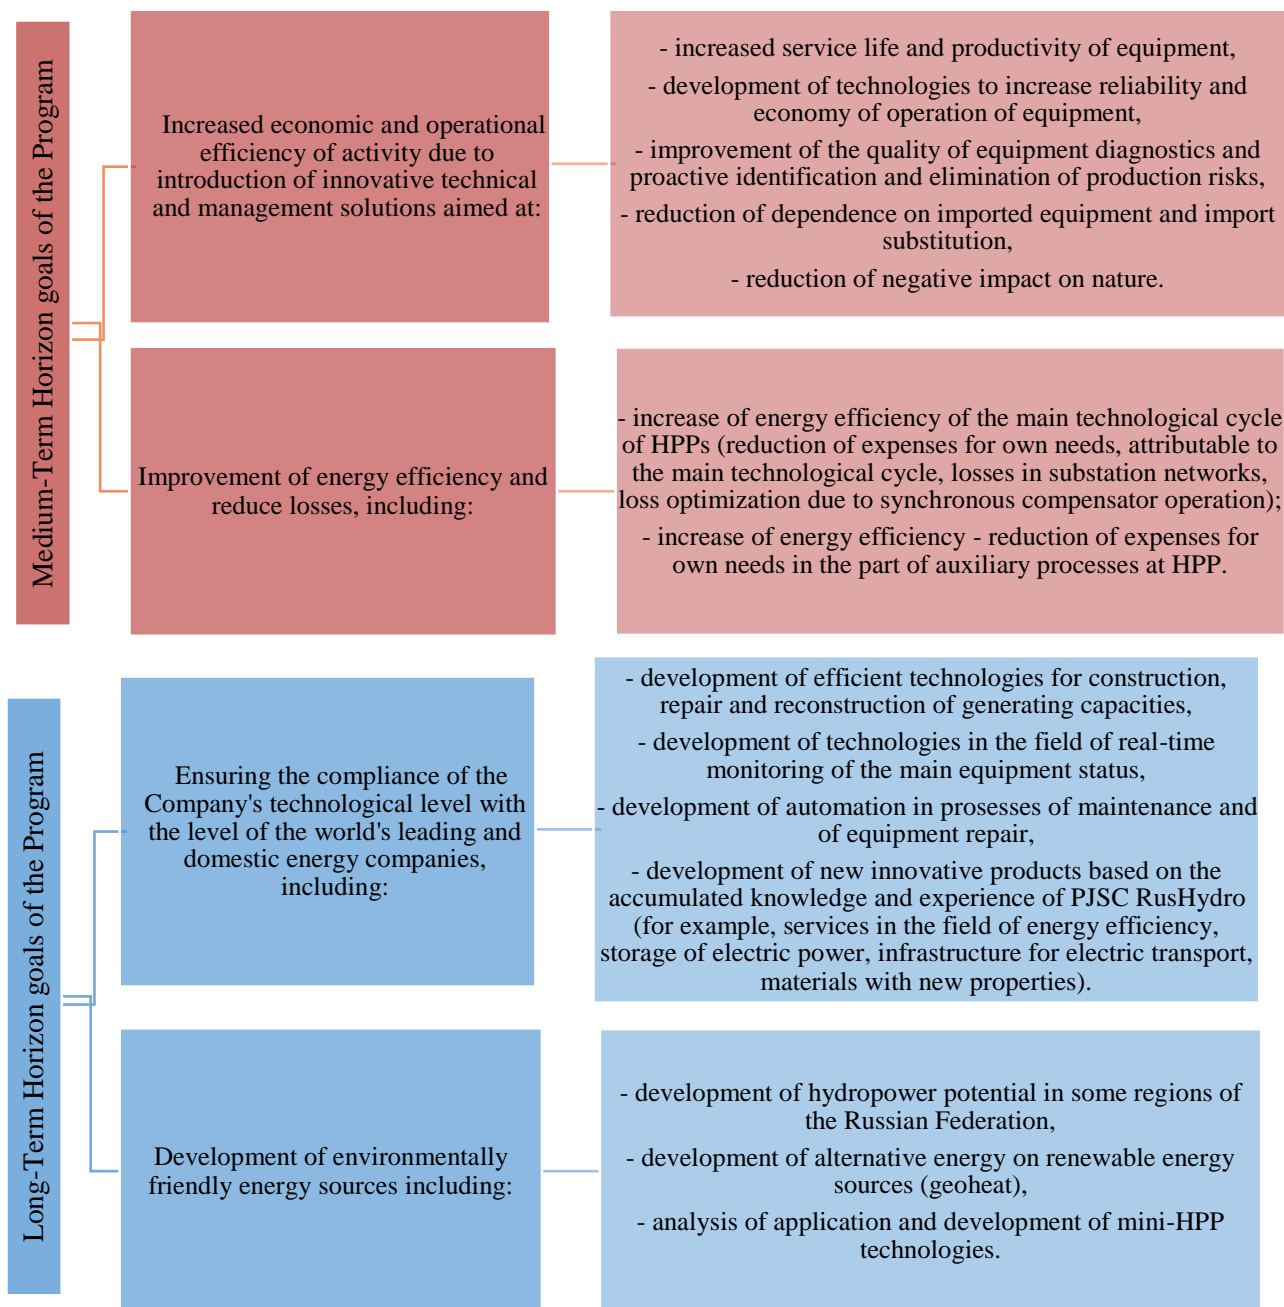 Medium-Term Horizon goals of the Program
Increased economic and operational
efficiency of activity due to
introduction of innovative technical
and management solutions aimed at:
- increased service life and productivity of equipment,
- development of technologies to increase reliability and
economy of operation of equipment,
- improvement of the quality of equipment diagnostics and
proactive identification and elimination of production risks,
- reduction of dependence on imported equipment and import
substitution,
- reduction of negative impact on nature.
Improvement of energy efficiency and
reduce losses, including:
- increase of energy efficiency of the main technological cycle
of HPPs (reduction of expenses for own needs, attributable to
the main technological cycle, losses in substation networks,
loss optimization due to synchronous compensator operation);
- increase of energy efficiency - reduction of expenses for
own needs in the part of auxiliary processes at HPP.
Long-Term Horizon goals of the Program
Ensuring the compliance of the
Company's technological level with
the level of the world's leading and
domestic energy companies,
including:
- development of efficient technologies for construction,
repair and reconstruction of generating capacities,
- development of technologies in the field of real-time
monitoring of the main equipment status,
- development of automation in prosesses of maintenance and
of equipment repair,
- development of new innovative products based on the
accumulated knowledge and experience of PJSC RusHydro
(for example, services in the field of energy efficiency,
storage of electric power, infrastructure for electric transport,
materials with new properties).
Development of environmentally
friendly energy sources including:
- development of hydropower potential in some regions of
the Russian Federation,
- development of alternative energy on renewable energy
sources (geoheat),
- analysis of application and development of mini-HPP
technologies.